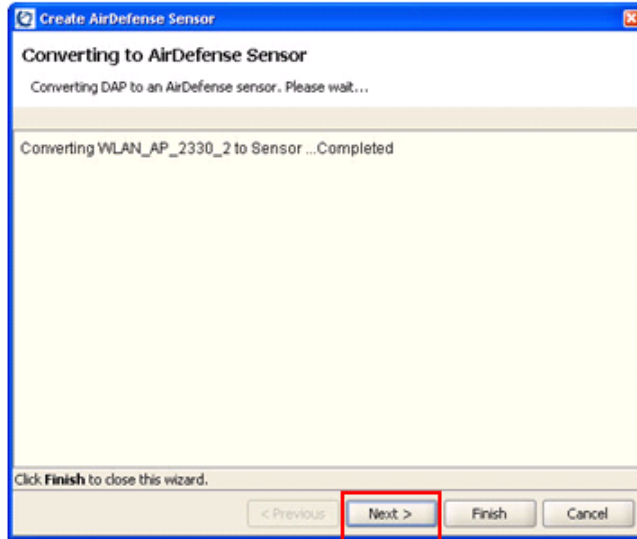 Create AirDefense Sensor
Converting to AirDefense Sensor
Converting DAP to an AirDefense sensor. Please wait...
Converting WLAN_AP_2330_2 to Sensor ...Completed
Click Finish to close this wizard.
< Previous Next > Finish Cancel